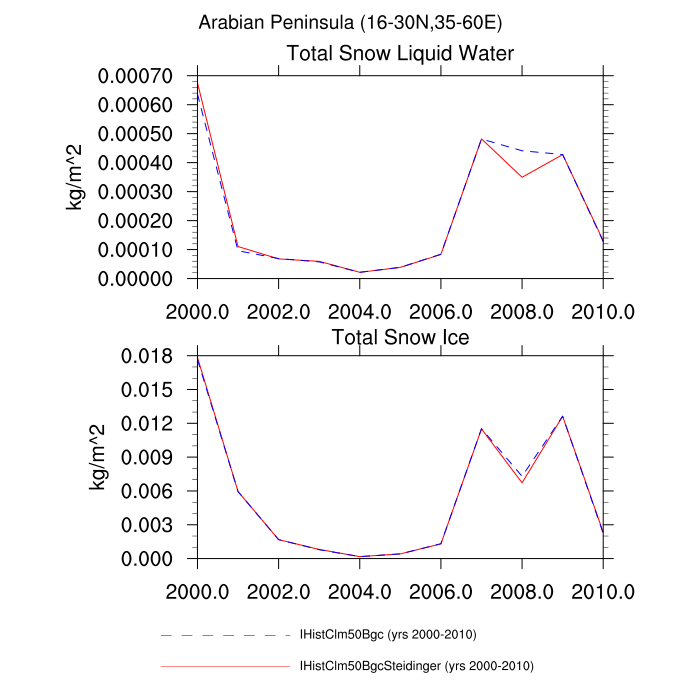 Arabian Peninsula (16-30N,35-60E)
Total Snow Liquid Water
0.00070
0.00060
0.00050
0.00040
0.00030
0.00020
0.00010
0.00000
kg/m^2
2000.0 2002.0 2004.0 2006.0 2008.0 2010.0
Total Snow Ice
0.018
0.015
0.012
0.009
0.006
0.003
0.000
kg/m^2
2000.0 2002.0 2004.0 2006.0 2008.0 2010.0
IHistClm50Bgc (yrs 2000-2010)
IHistClm50BgcSteidinger (yrs 2000-2010)